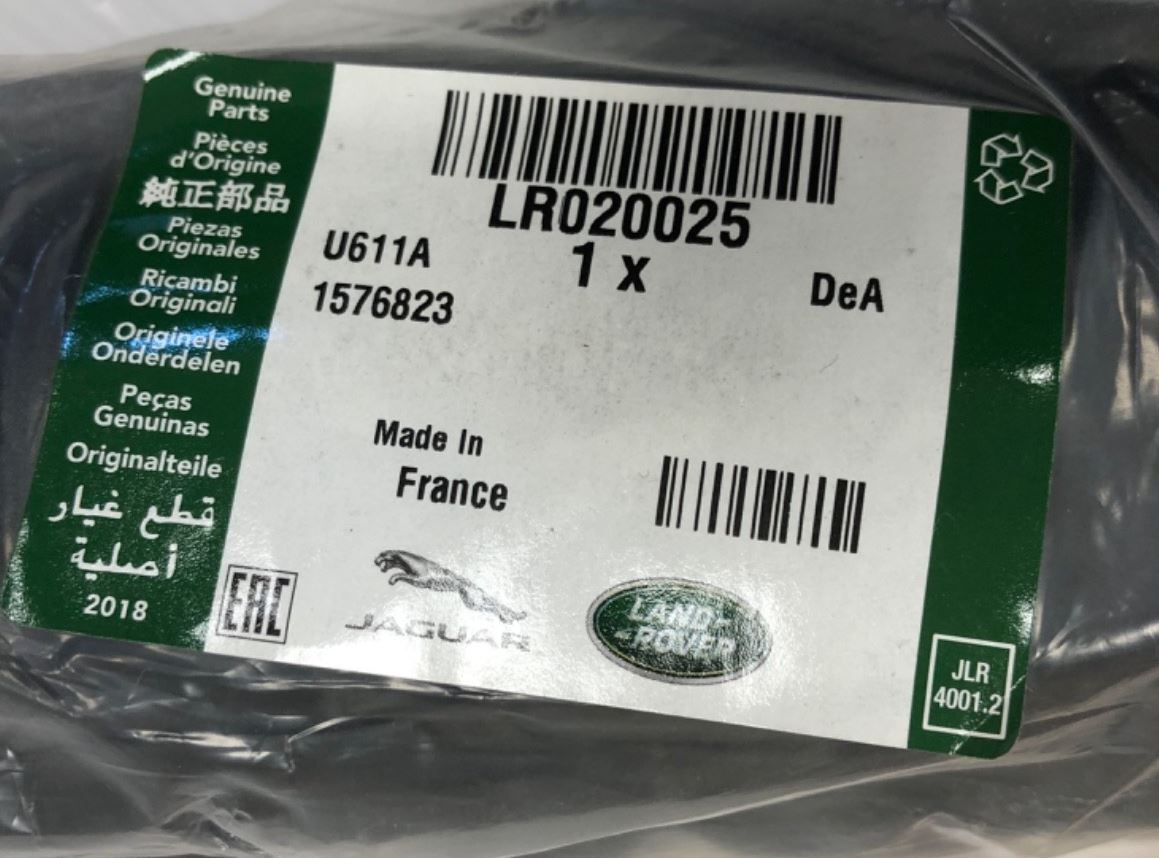 Genuine
Parts
Pièces
d'Origine
純正部品
Piezas
Originales
Ricambi
Originali
Originele
Onderdelen
Peças
Genuinas
Originalteile
قطع غيار
أصلية
2018
LR020025
U611A
1 x
DeA
1576823
Made In
France
EAC
JAGUAR
LAND-
-ROVER
JLR
4001.2